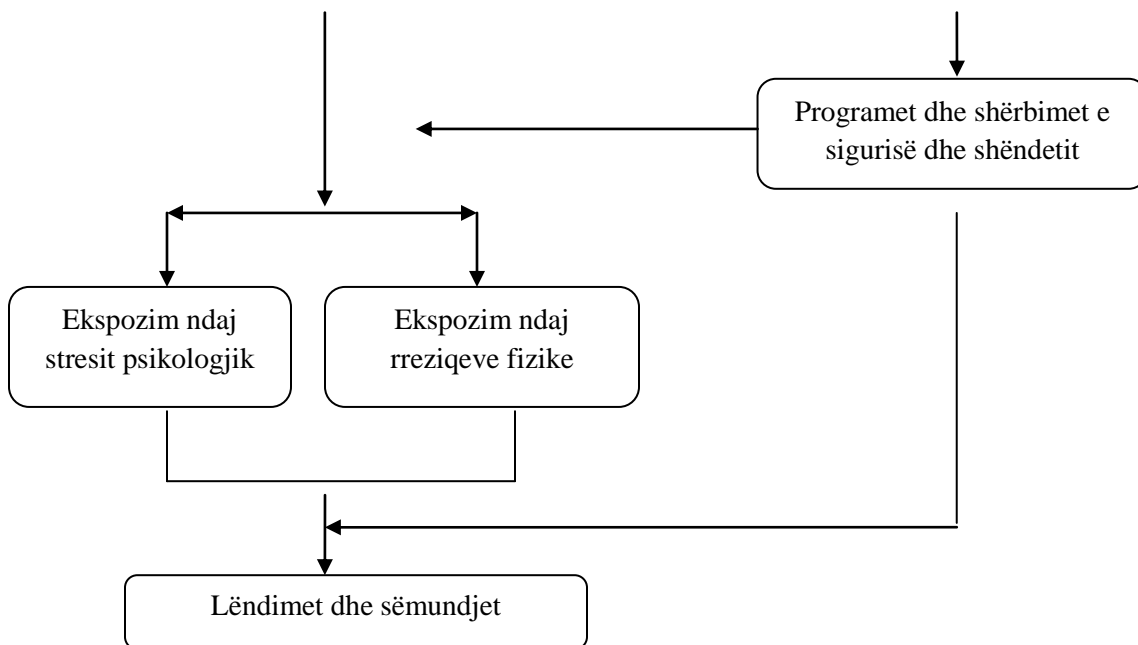 Programet dhe shërbimet e
sigurisë dhe shëndetit
Ekspozim ndaj
stresit psikologjik
Ekspozim ndaj
rreziqeve fizike
Lëndimet dhe sëmundjet